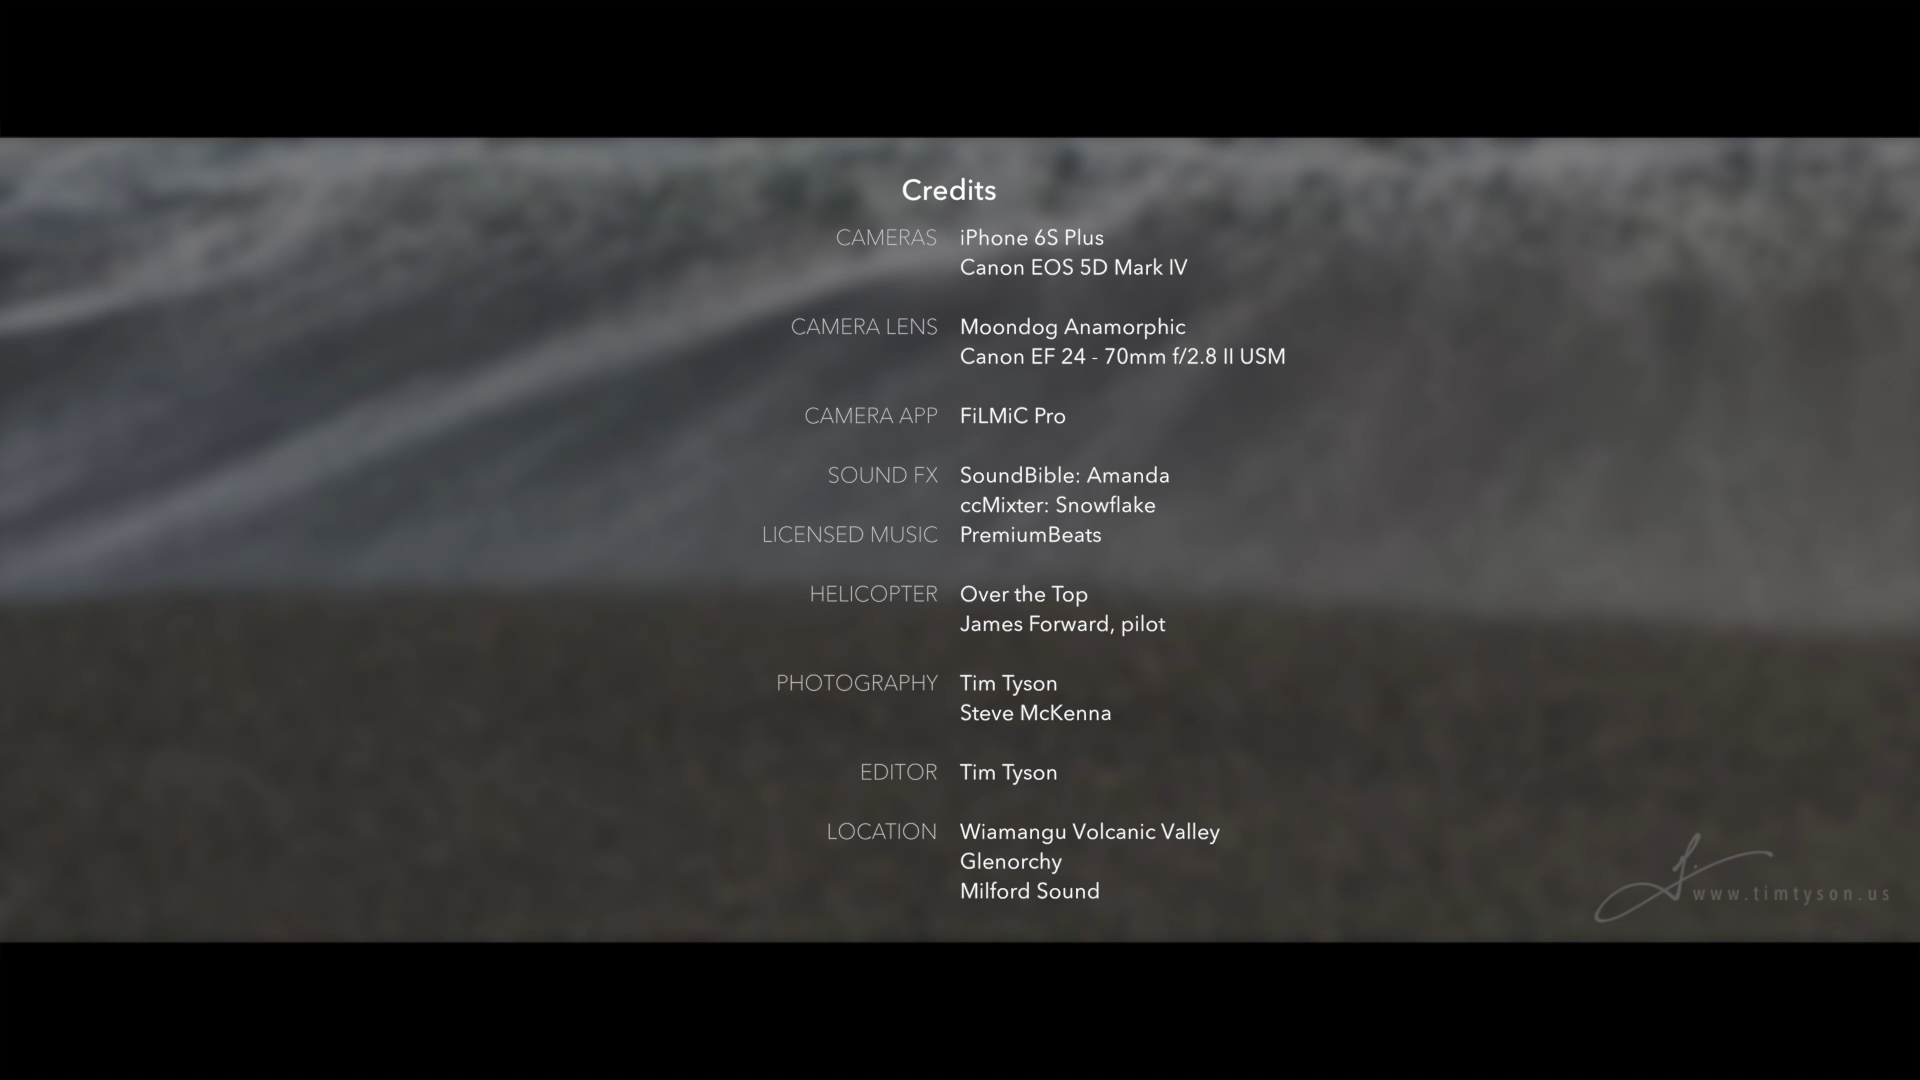 Credits
CAMERAS iPhone 6S Plus
Canon EOS 5D Mark IV
CAMERA LENS Moondog Anamorphic
Canon EF 24 - 70mm f/2.8 II USM
CAMERA APP FiLMiC Pro
SOUND FX SoundBible: Amanda
ccMixter: Snowflake
LICENSED MUSIC PremiumBeats
HELICOPTER Over the Top
James Forward, pilot
PHOTOGRAPHY Tim Tyson
Steve McKenna
EDITOR Tim Tyson
LOCATION Wiamangu Volcanic Valley
Glenorchy
Milford Sound
www.timtyson.us